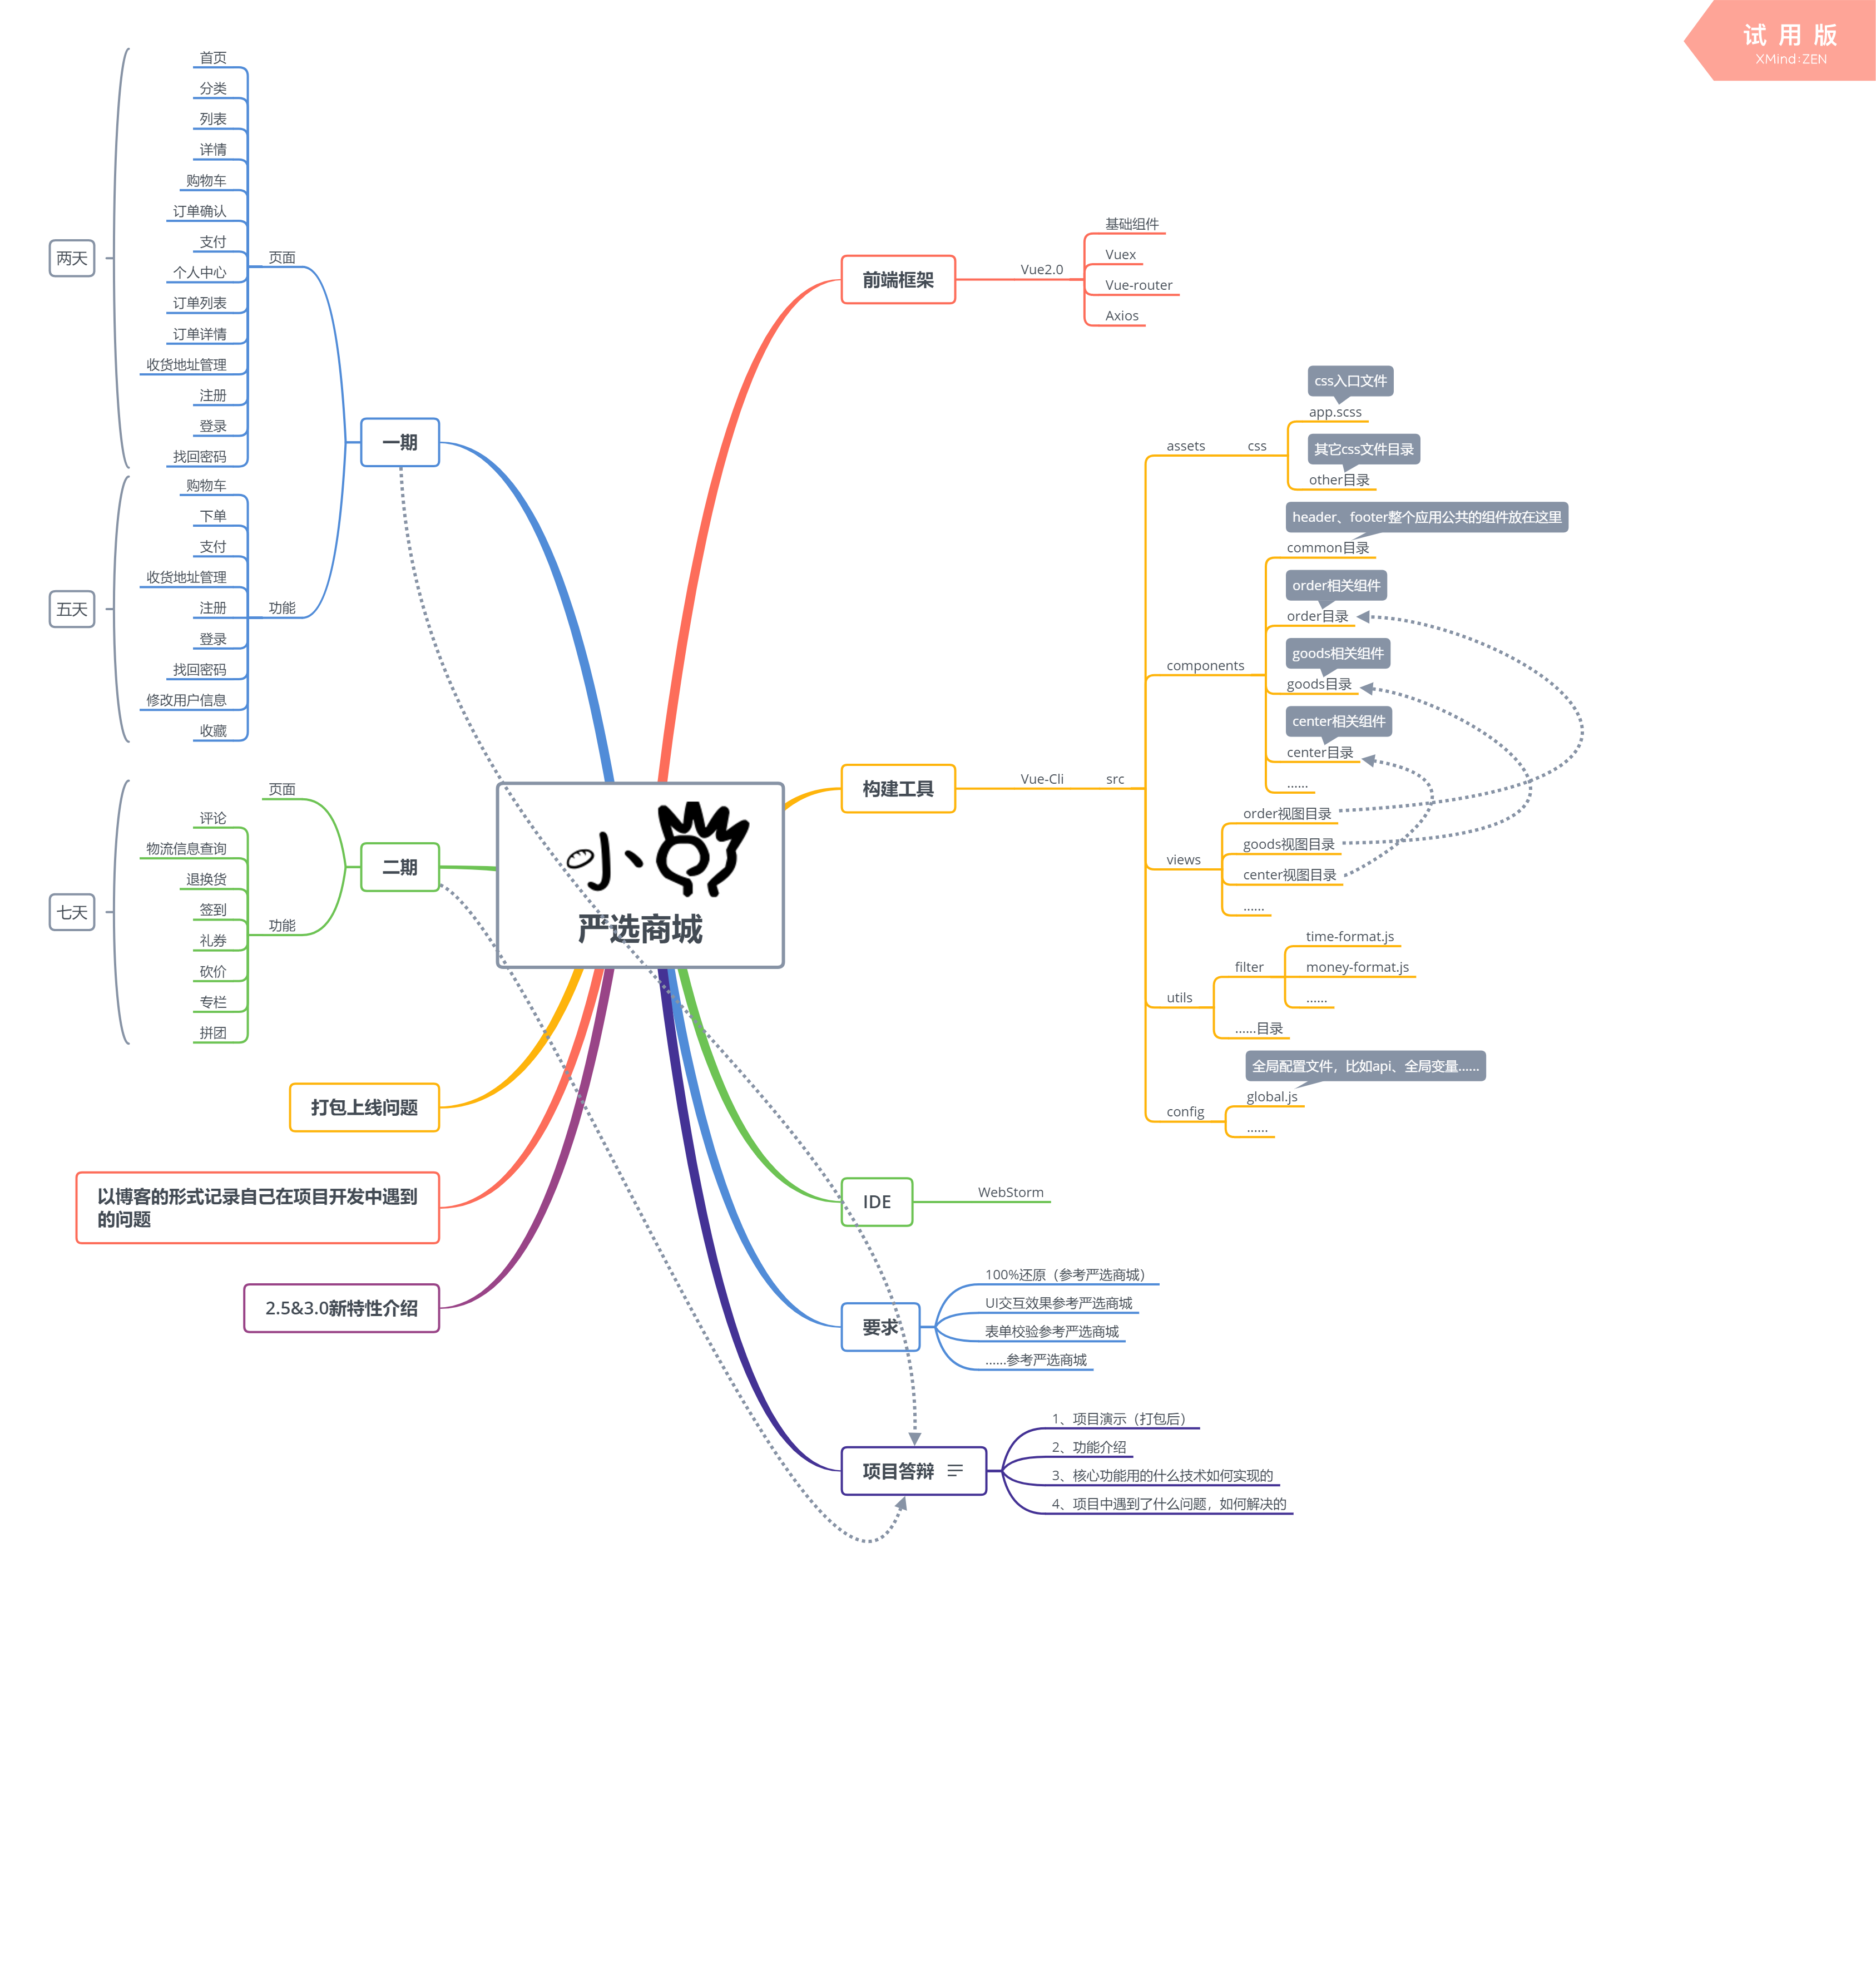 试用版
XMind:ZEN
严选商城
前端框架
Vue2.0
基础组件
Vuex
Vue-router
Axios
构建工具
Vue-Cli
src
assets
css
css入口文件
app.scss
其它css文件目录
other目录
components
header、footer整个应用公共的组件放在这里
common目录
order相关组件
order目录
goods相关组件
goods目录
center相关组件
center目录
......
views
order视图目录
goods视图目录
center视图目录
......
utils
filter
time-format.js
money-format.js
......
......目录
config
全局配置文件，比如api、全局变量......
global.js
......
IDE
WebStorm
要求
100%还原（参考严选商城）
UI交互效果参考严选商城
表单校验参考严选商城
......参考严选商城
项目答辩
1、项目演示（打包后）
2、功能介绍
3、核心功能用的什么技术如何实现的
4、项目中遇到了什么问题，如何解决的
一期
页面
两天
首页
分类
列表
详情
购物车
订单确认
支付
个人中心
订单列表
订单详情
收货地址管理
注册
登录
找回密码
功能
五天
购物车
下单
支付
收货地址管理
注册
登录
找回密码
修改用户信息
收藏
二期
页面
功能
七天
评论
物流信息查询
退换货
签到
礼券
砍价
专栏
拼团
打包上线问题
以博客的形式记录自己在项目开发中遇到
的问题
2.5&3.0新特性介绍